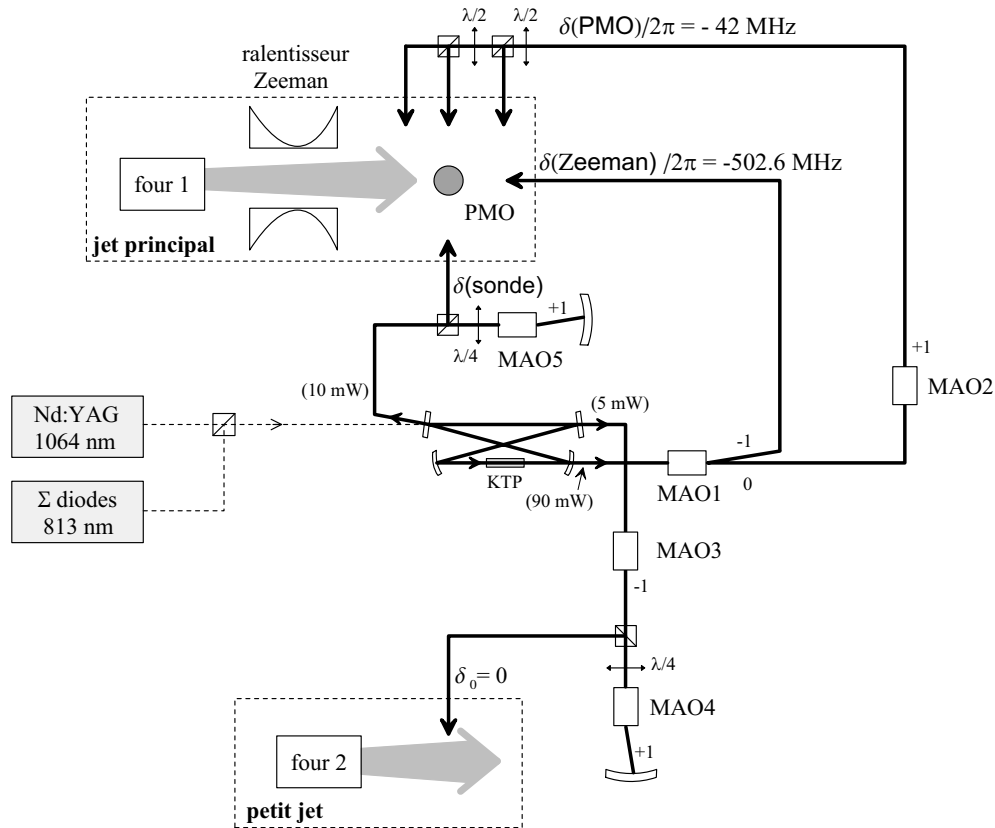 λ/2
λ/2
δ(PMO)/2π = - 42 MHz
ralentisseur
Zeeman
δ(Zeeman) /2π = -502.6 MHz
four 1
PMO
jet principal
δ(sonde)
+1
λ/4
MAO5
+1
MAO2
(10 mW)
(5 mW)
Nd:YAG
1064 nm
-1
KTP
(90 mW)
MAO1
0
Σ diodes
813 nm
MAO3
-1
λ/4
δ₀= 0
MAO4
+1
four 2
petit jet